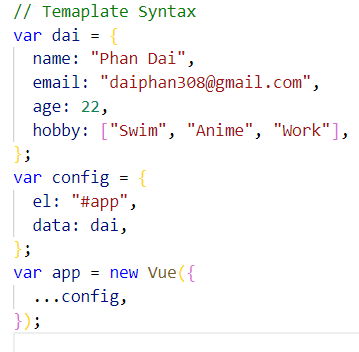 // Temaplate Syntax
var dai = {
  name: "Phan Dai",
  email: "daiphan308@gmail.com",
  age: 22,
  hobby: ["Swim", "Anime", "Work"],
};
var config = {
  el: "#app",
  data: dai,
};
var app = new Vue({
  ...config,
});